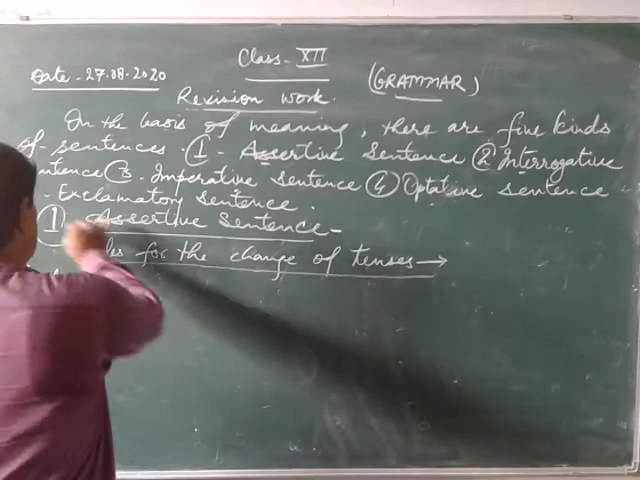 Class - XII
Date - 27.08.2020
(GRAMMAR)
Revision work.
On the basis of meaning, there are five kinds
of sentences. ① - Assertive Sentence ② Interrogative
③ - Imperative sentence ④ Optative sentence
- Exclamatory sentence.
① Assertive Sentence -
for the change of tenses →